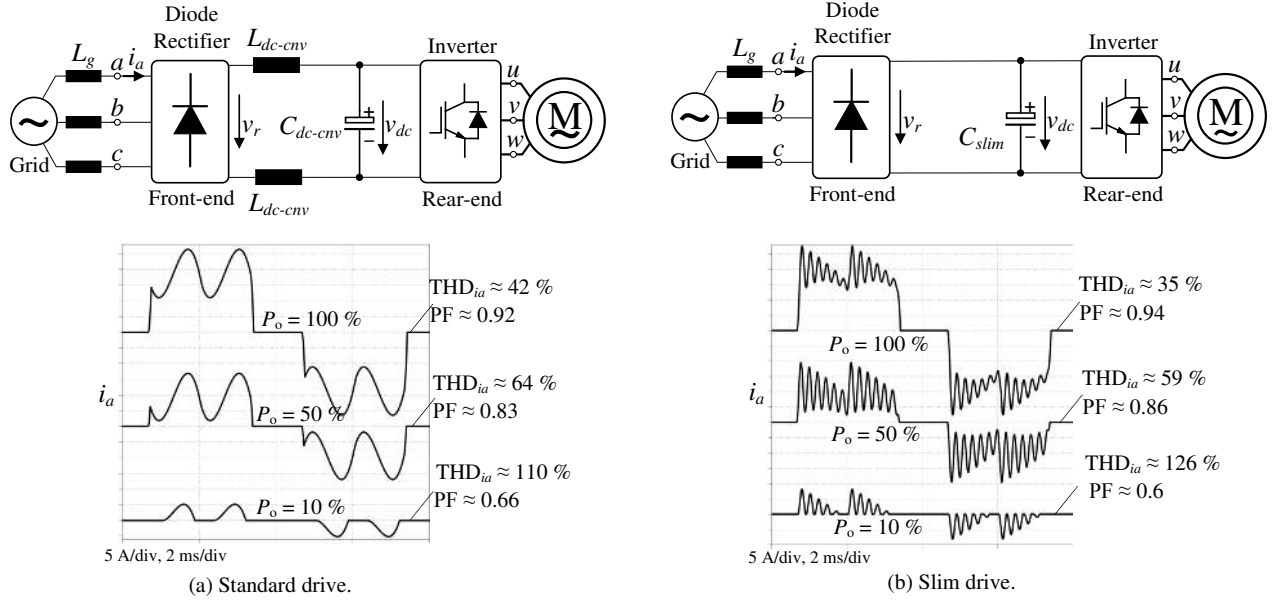 Diode
Rectifier
L_g
a
i_a
b
c
Grid
Front-end
v_r
L_dc-cnv
L_dc-cnv
C_dc-cnv
+
−
v_dc
Inverter
Rear-end
u
v
w
M
~
~
i_a
P_o = 100 %
THD_ia ≈ 42 %
PF ≈ 0.92
P_o = 50 %
THD_ia ≈ 64 %
PF ≈ 0.83
P_o = 10 %
THD_ia ≈ 110 %
PF ≈ 0.66
5 A/div, 2 ms/div
(a) Standard drive.
Diode
Rectifier
L_g
a
i_a
b
c
Grid
Front-end
v_r
C_slim
+
−
v_dc
Inverter
Rear-end
u
v
w
M
~
~
i_a
P_o = 100 %
THD_ia ≈ 35 %
PF ≈ 0.94
P_o = 50 %
THD_ia ≈ 59 %
PF ≈ 0.86
P_o = 10 %
THD_ia ≈ 126 %
PF ≈ 0.6
5 A/div, 2 ms/div
(b) Slim drive.